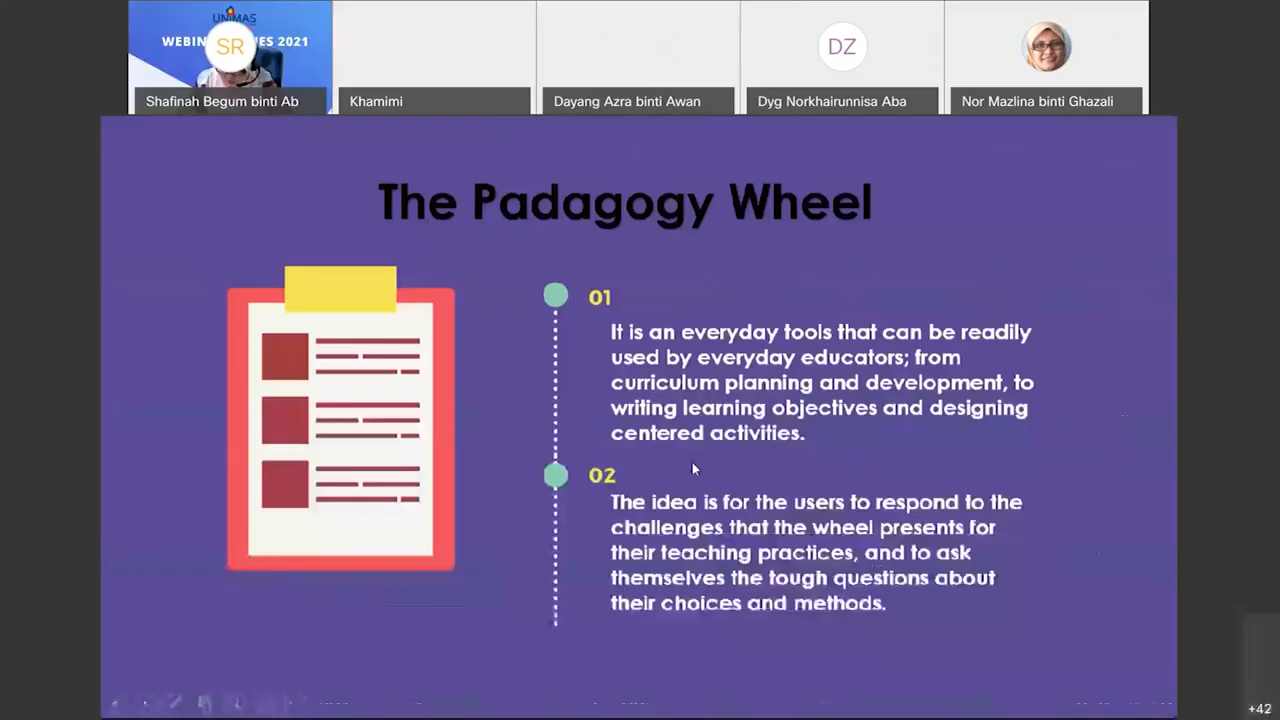 UNIMAS
WEBIN ES 2021
SR
DZ
Shafinah Begum binti Ab
Khamimi
Dayang Azra binti Awan
Dyg Norkhairunnisa Aba
Nor Mazlina binti Ghazali
The Padagogy Wheel
01
It is an everyday tools that can be readily
used by everyday educators; from
curriculum planning and development, to
writing learning objectives and designing
centered activities.
02
The idea is for the users to respond to the
challenges that the wheel presents for
their teaching practices, and to ask
themselves the tough questions about
their choices and methods.
+42